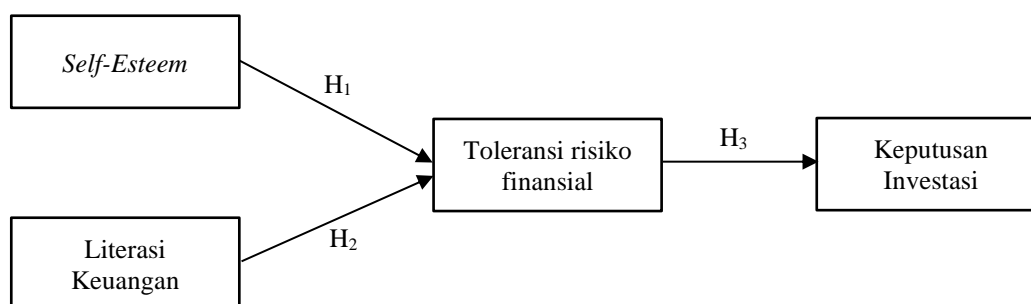 Self-Esteem
H1
Toleransi risiko
finansial
H3
Keputusan
Investasi
H2
Literasi
Keuangan